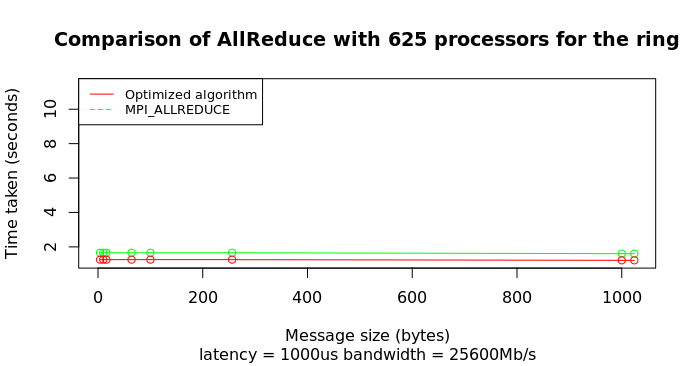 Comparison of AllReduce with 625 processors for the ring
Optimized algorithm
MPI_ALLREDUCE
Time taken (seconds)
10
8
6
4
2
0 200 400 600 800 1000
Message size (bytes)
latency = 1000us bandwidth = 25600Mb/s